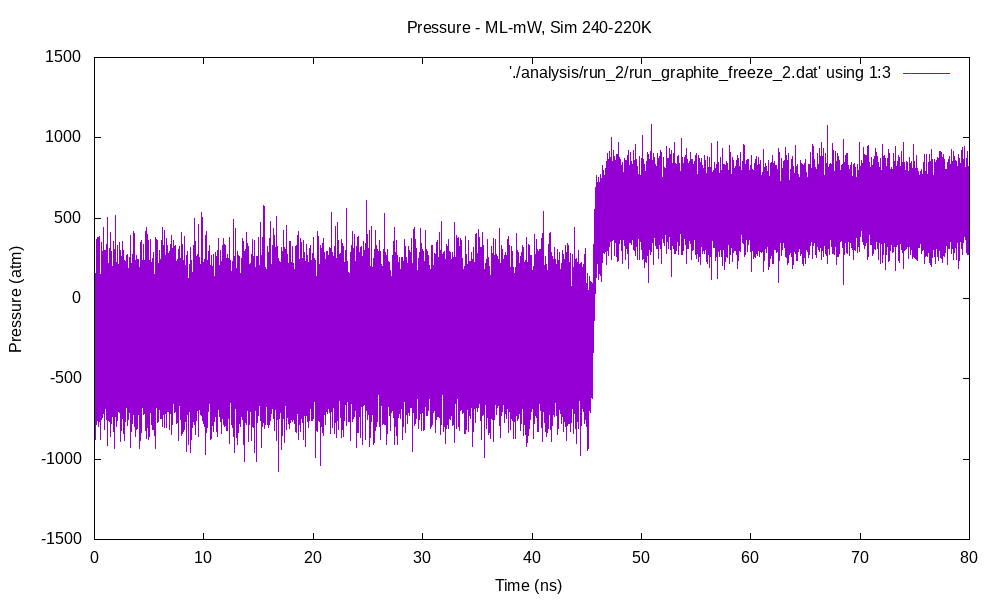 Pressure - ML-mW, Sim 240-220K
'./analysis/run_2/run_graphite_freeze_2.dat' using 1:3
1500
1000
500
0
-500
-1000
-1500
Pressure (atm)
0 10 20 30 40 50 60 70 80
Time (ns)